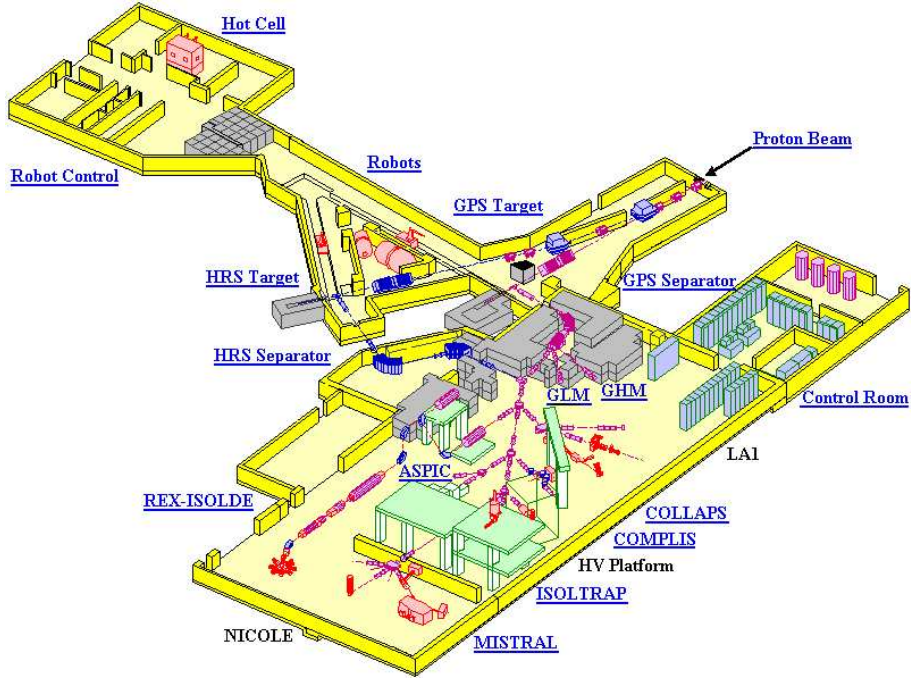 Hot Cell
Proton Beam
Robots
Robot Control
GPS Target
HRS Target
GPS Separator
HRS Separator
GLM
GHM
Control Room
LA1
ASPIC
REX-ISOLDE
COLLAPS
COMPLIS
HV Platform
ISOLTRAP
NICOLE
MISTRAL